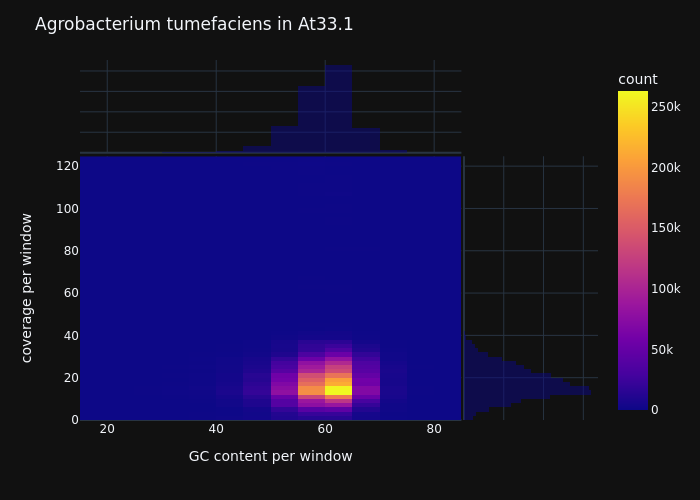 Agrobacterium tumefaciens in At33.1
count
250k
200k
150k
100k
50k
0
coverage per window
120
100
80
60
40
20
0
20 40 60 80
GC content per window